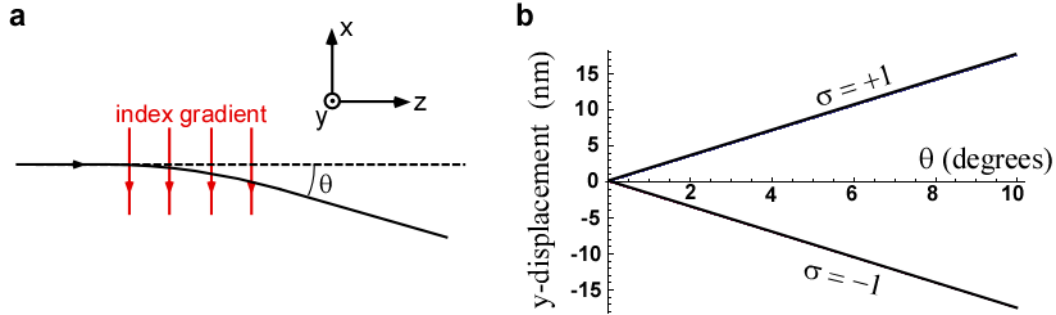 a
x
y
z
index gradient
θ
b
y-displacement (nm)
15
10
5
0
-5
-10
-15
σ = +1
θ (degrees)
2
4
6
8
10
σ = −1